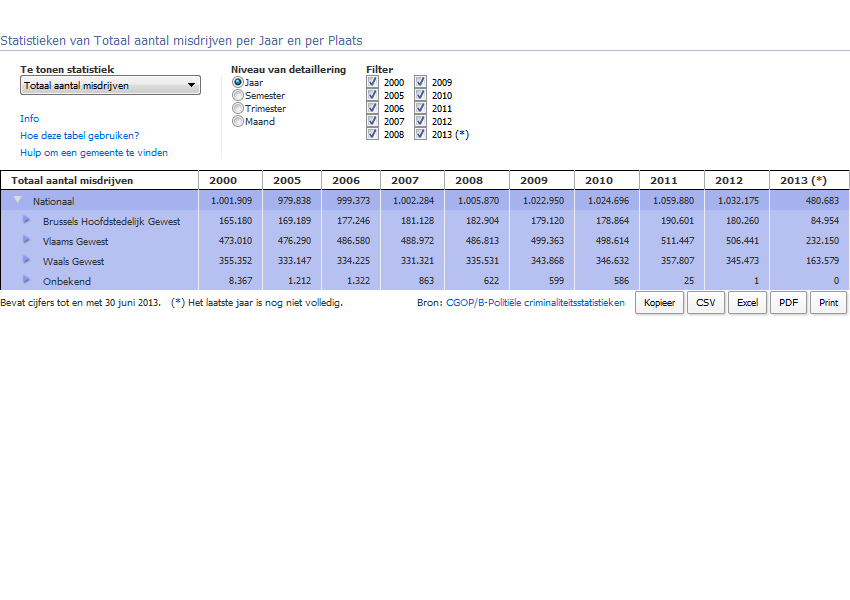 Statistieken van Totaal aantal misdrijven per Jaar en per Plaats
Te tonen statistiek
Totaal aantal misdrijven
Info
Hoe deze tabel gebruiken?
Hulp om een gemeente te vinden
Niveau van detaillering
Jaar
Semester
Trimester
Maand
Filter
2000 2009
2005 2010
2006 2011
2007 2012
2008 2013 (*)
Totaal aantal misdrijven 2000 2005 2006 2007 2008 2009 2010 2011 2012 2013 (*)
Nationaal 1.001.909 979.838 999.373 1.002.284 1.005.870 1.022.950 1.024.696 1.059.880 1.032.175 480.683
Brussels Hoofdstedelijk Gewest 165.180 169.189 177.246 181.128 182.904 179.120 178.864 190.601 180.260 84.954
Vlaams Gewest 473.010 476.290 486.580 488.972 486.813 499.363 498.614 511.447 506.441 232.150
Waals Gewest 355.352 333.147 334.225 331.321 335.531 343.868 346.632 357.807 345.473 163.579
Onbekend 8.367 1.212 1.322 863 622 599 586 25 1 0
Bevat cijfers tot en met 30 juni 2013. (*) Het laatste jaar is nog niet volledig. Bron: CGOP/B-Politiële criminaliteitsstatistieken Kopieer CSV Excel PDF Print